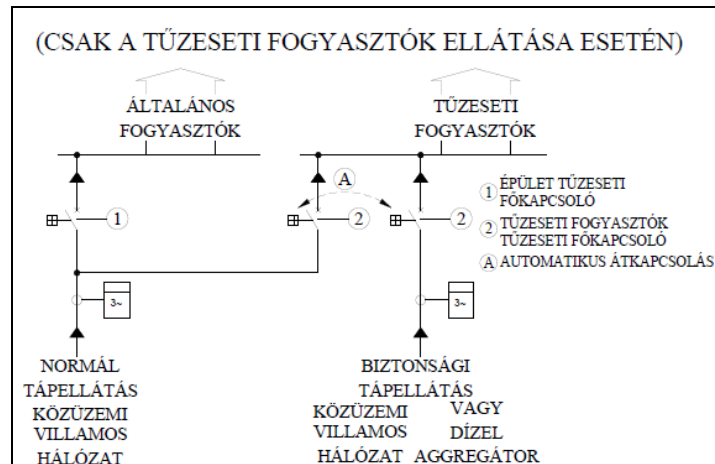 (CSAK A TŰZESETI FOGYASZTÓK ELLÁTÁSA ESETÉN)
ÁLTALÁNOS
FOGYASZTÓK
TŰZESETI
FOGYASZTÓK
A
1
2
2
1 ÉPÜLET TŰZESETI
FŐKAPCSOLÓ
2 TŰZESETI FOGYASZTÓK
TŰZESETI FŐKAPCSOLÓ
A AUTOMATIKUS ÁTKAPCSOLÁS
3~
3~
NORMÁL
TÁPELLÁTÁS
KÖZÜZEMI
VILLAMOS
HÁLÓZAT
BIZTONSÁGI
TÁPELLÁTÁS
KÖZÜZEMI
VILLAMOS
HÁLÓZAT
VAGY
DÍZEL
AGGREGÁTOR